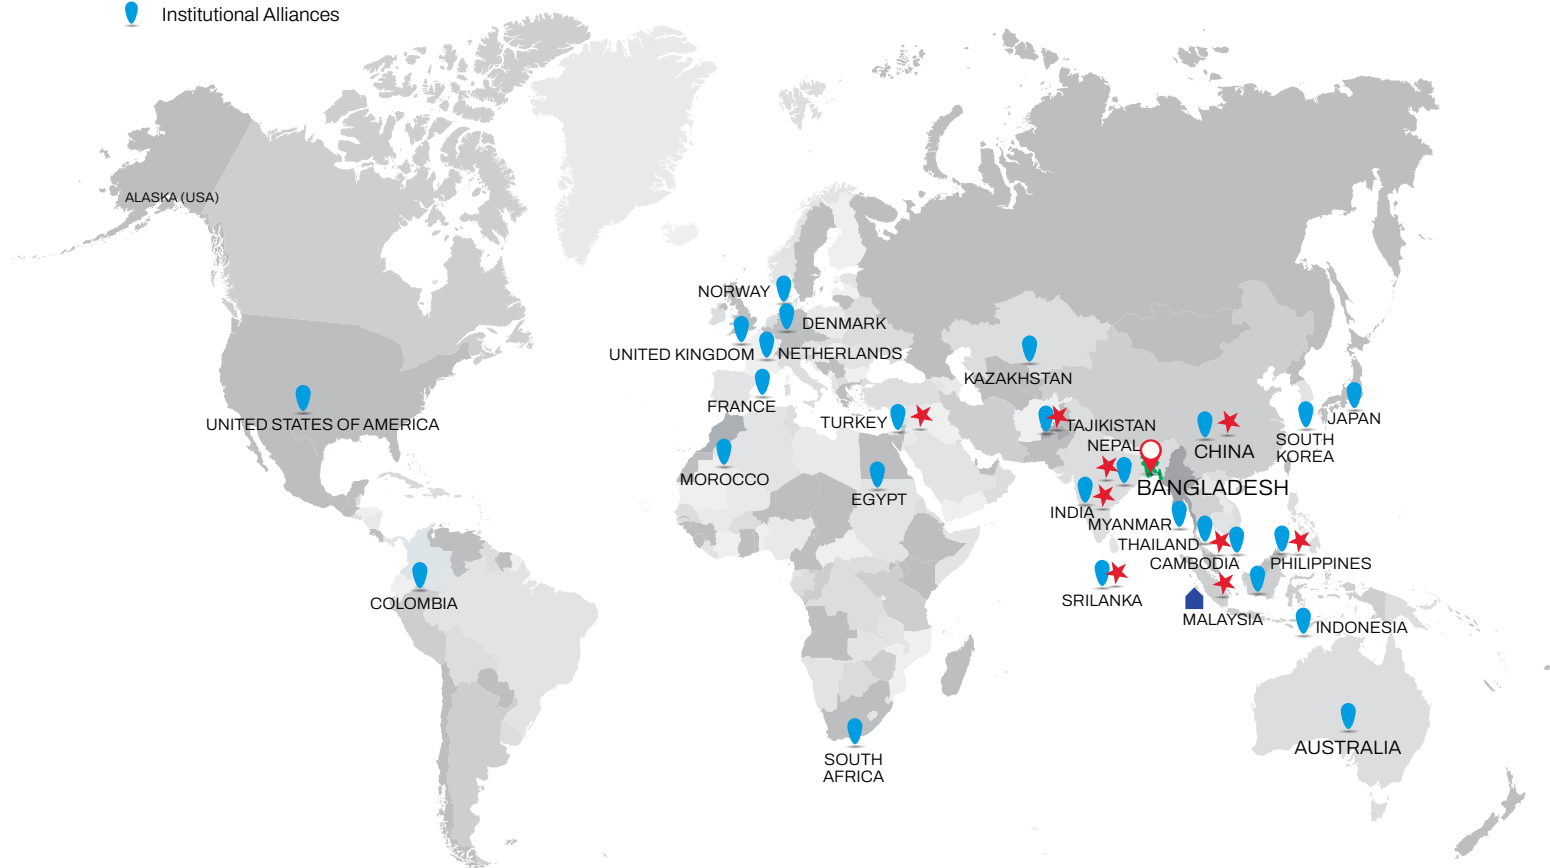 Institutional Alliances
ALASKA (USA)
NORWAY
DENMARK
UNITED KINGDOM
NETHERLANDS
KAZAKHSTAN
FRANCE
UNITED STATES OF AMERICA
TURKEY
TAJIKISTAN
JAPAN
NEPAL
CHINA
SOUTH
KOREA
MOROCCO
EGYPT
BANGLADESH
INDIA
MYANMAR
THAILAND
CAMBODIA
PHILIPPINES
COLOMBIA
SRILANKA
MALAYSIA
INDONESIA
AUSTRALIA
SOUTH
AFRICA